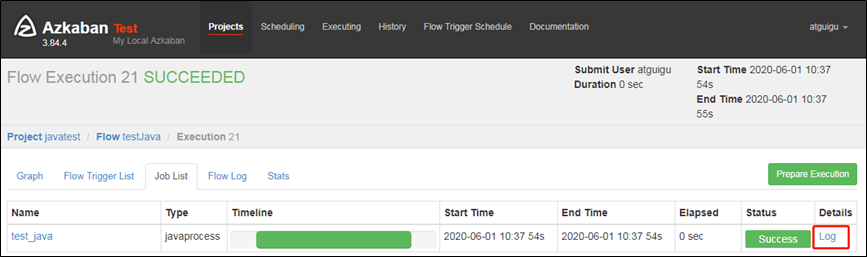 Azkaban Test
3.84.4 My Local Azkaban
Projects Scheduling Executing History Flow Trigger Schedule Documentation
atguigu
Flow Execution 21 SUCCEEDED
Submit User atguigu
Duration 0 sec
Start Time 2020-06-01 10:37
54s
End Time 2020-06-01 10:37
55s
Project javatest / Flow testJava / Execution 21
Graph Flow Trigger List Job List Flow Log Stats
Prepare Execution
Name Type Timeline Start Time End Time Elapsed Status Details
test_java javaprocess 2020-06-01 10:37 54s 2020-06-01 10:37 54s 0 sec Success Log